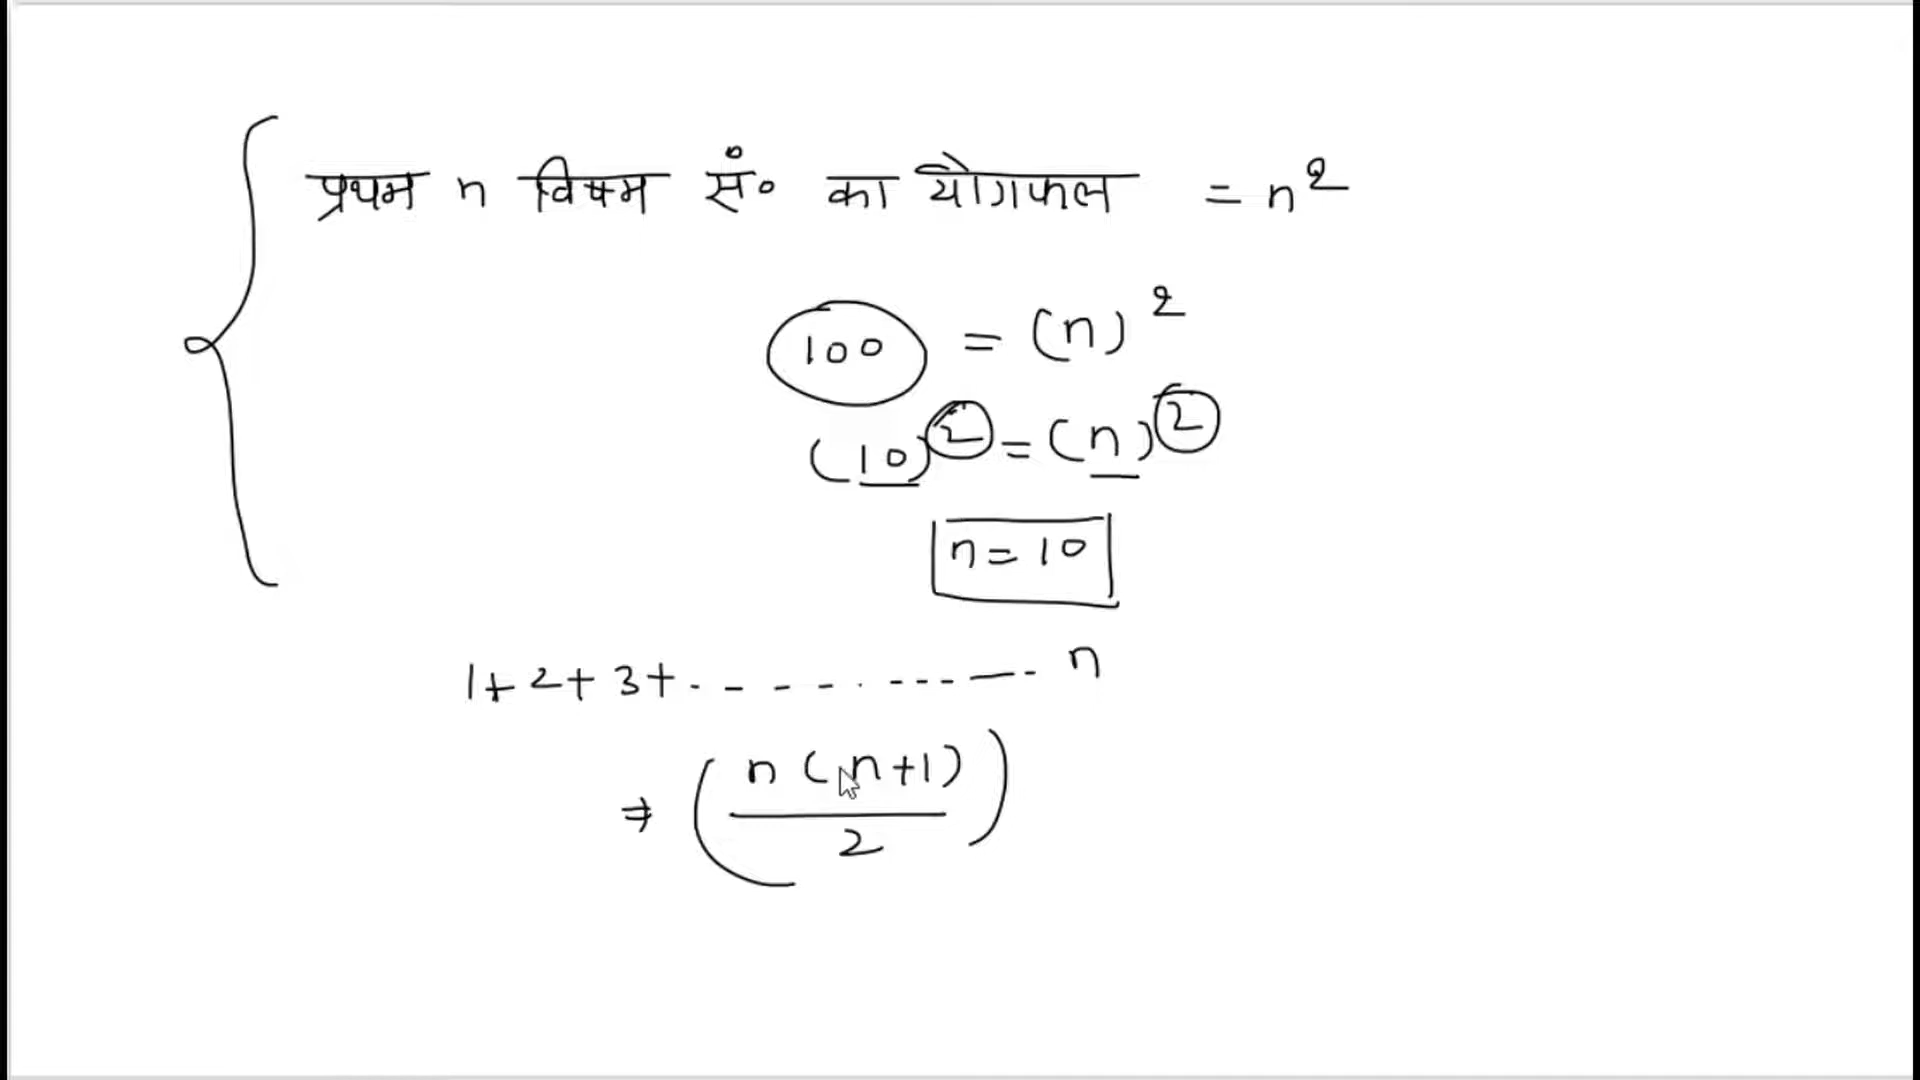 प्रथम n विषम सं० का योगफल = n²
100 = (n)²
(10)² = (n)²
n = 10
1+2+3+ - - - - - . - - - — - n
⇒ (n(n+1)/2)